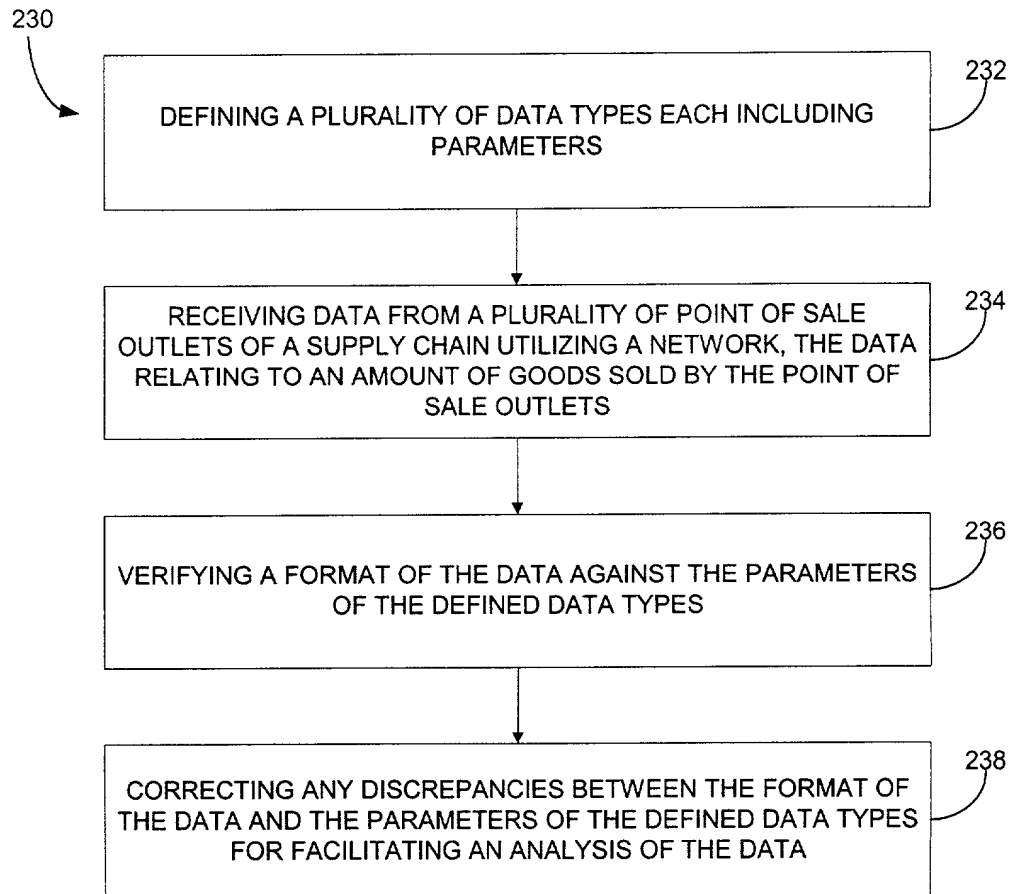 230
232
DEFINING A PLURALITY OF DATA TYPES EACH INCLUDING
PARAMETERS
234
RECEIVING DATA FROM A PLURALITY OF POINT OF SALE
OUTLETS OF A SUPPLY CHAIN UTILIZING A NETWORK, THE DATA
RELATING TO AN AMOUNT OF GOODS SOLD BY THE POINT OF
SALE OUTLETS
236
VERIFYING A FORMAT OF THE DATA AGAINST THE PARAMETERS
OF THE DEFINED DATA TYPES
238
CORRECTING ANY DISCREPANCIES BETWEEN THE FORMAT OF
THE DATA AND THE PARAMETERS OF THE DEFINED DATA TYPES
FOR FACILITATING AN ANALYSIS OF THE DATA